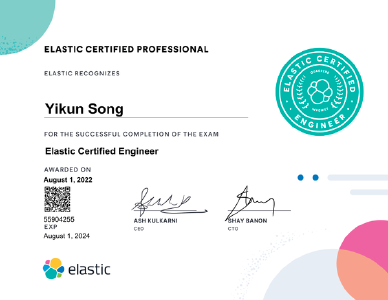 ELASTIC CERTIFIED PROFESSIONAL
ELASTIC RECOGNIZES
Yikun Song
FOR THE SUCCESSFUL COMPLETION OF THE EXAM
Elastic Certified Engineer
AWARDED ON
August 1, 2022
55904255
EXP
August 1, 2024
ASH KULKARNI
CEO
SHAY BANON
CTO
elastic
ELASTIC CERTIFIED
ENGINEER